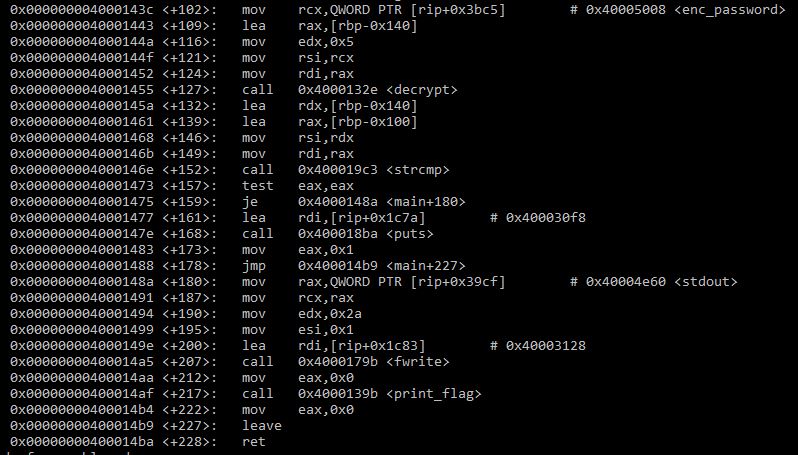 0x000000004000143c <+102>: mov rcx,QWORD PTR [rip+0x3bc5] # 0x40005008 <enc_password>
0x0000000040001443 <+109>: lea rax,[rbp-0x140]
0x000000004000144a <+116>: mov edx,0x5
0x000000004000144f <+121>: mov rsi,rcx
0x0000000040001452 <+124>: mov rdi,rax
0x0000000040001455 <+127>: call 0x4000132e <decrypt>
0x000000004000145a <+132>: lea rdx,[rbp-0x140]
0x0000000040001461 <+139>: lea rax,[rbp-0x100]
0x0000000040001468 <+146>: mov rsi,rdx
0x000000004000146b <+149>: mov rdi,rax
0x000000004000146e <+152>: call 0x400019c3 <strcmp>
0x0000000040001473 <+157>: test eax,eax
0x0000000040001475 <+159>: je 0x4000148a <main+180>
0x0000000040001477 <+161>: lea rdi,[rip+0x1c7a] # 0x400030f8
0x000000004000147e <+168>: call 0x400018ba <puts>
0x0000000040001483 <+173>: mov eax,0x1
0x0000000040001488 <+178>: jmp 0x400014b9 <main+227>
0x000000004000148a <+180>: mov rax,QWORD PTR [rip+0x39cf] # 0x40004e60 <stdout>
0x0000000040001491 <+187>: mov rcx,rax
0x0000000040001494 <+190>: mov edx,0x2a
0x0000000040001499 <+195>: mov esi,0x1
0x000000004000149e <+200>: lea rdi,[rip+0x1c83] # 0x40003128
0x00000000400014a5 <+207>: call 0x4000179b <fwrite>
0x00000000400014aa <+212>: mov eax,0x0
0x00000000400014af <+217>: call 0x4000139b <print_flag>
0x00000000400014b4 <+222>: mov eax,0x0
0x00000000400014b9 <+227>: leave
0x00000000400014ba <+228>: ret